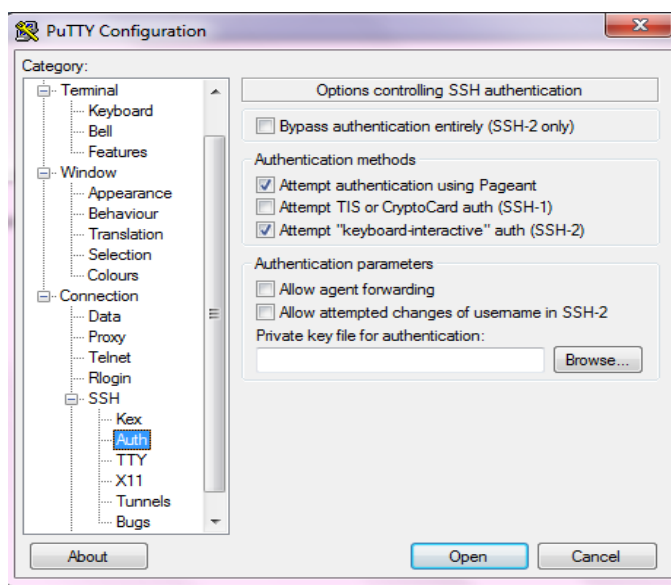 PuTTY Configuration
Category:
Terminal
Keyboard
Bell
Features
Window
Appearance
Behaviour
Translation
Selection
Colours
Connection
Data
Proxy
Telnet
Rlogin
SSH
Kex
Auth
TTY
X11
Tunnels
Bugs
Options controlling SSH authentication
Bypass authentication entirely (SSH-2 only)
Authentication methods
Attempt authentication using Pageant
Attempt TIS or CryptoCard auth (SSH-1)
Attempt "keyboard-interactive" auth (SSH-2)
Authentication parameters
Allow agent forwarding
Allow attempted changes of username in SSH-2
Private key file for authentication:
Browse...
About
Open
Cancel